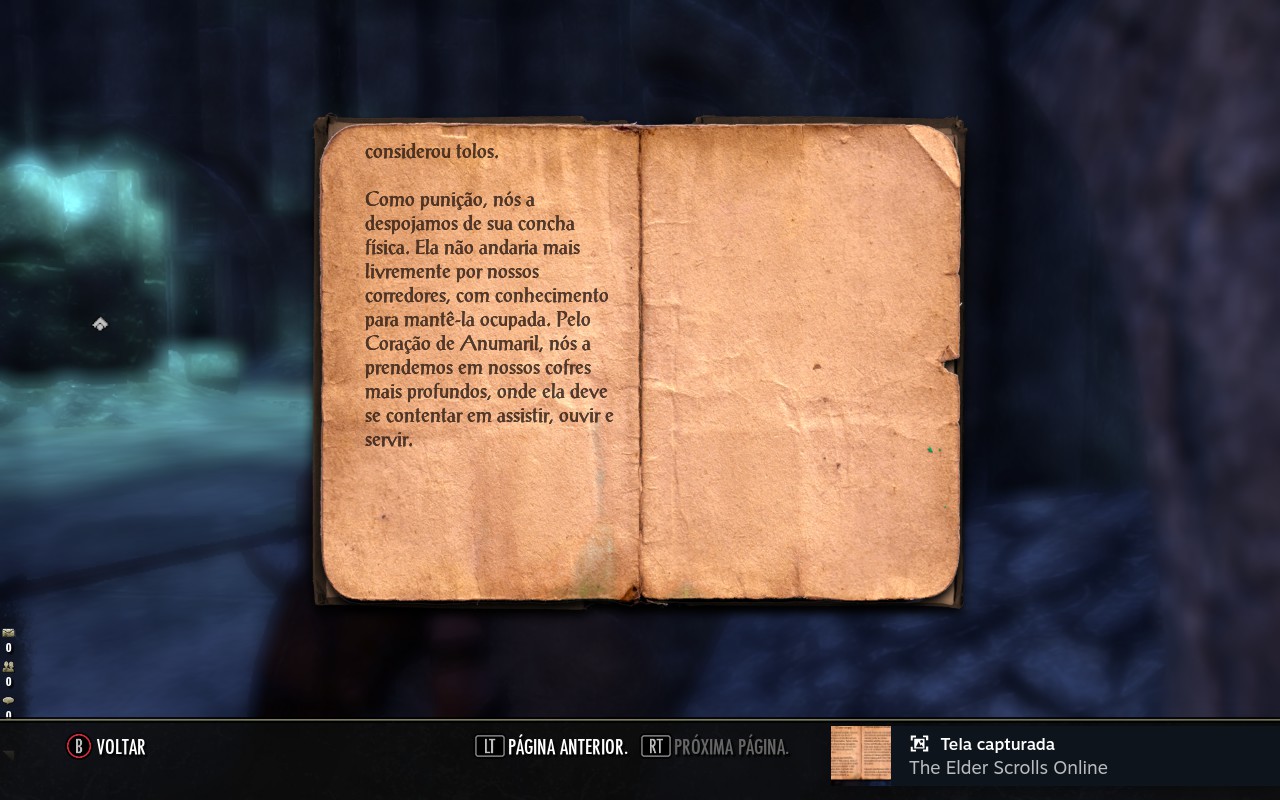 considerou tolos.
Como punição, nós a
despojamos de sua concha
física. Ela não andaria mais
livremente por nossos
corredores, com conhecimento
para mantê-la ocupada. Pelo
Coração de Anumaril, nós a
prendemos em nossos cofres
mais profundos, onde ela deve
se contentar em assistir, ouvir e
servir.
0
0
0
B VOLTAR
LT PÁGINA ANTERIOR. RT PRÓXIMA PÁGINA.
Tela capturada
The Elder Scrolls Online